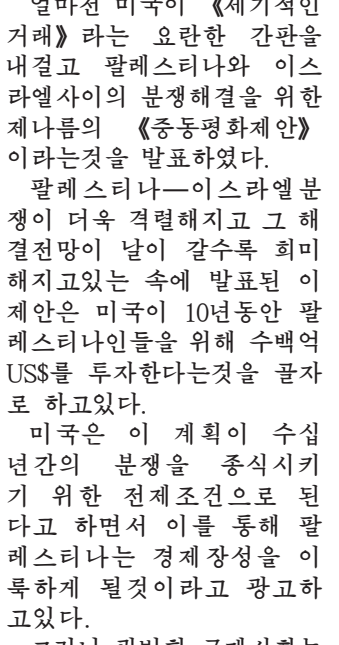 얼마전 미국이 《세기적인
거래》라는 요란한 간판을
내걸고 팔레스티나와 이스
라엘사이의 분쟁해결을 위한
제나름의 《중동평화제안》
이라는것을 발표하였다.
팔레스티나―이스라엘분
쟁이 더욱 격렬해지고 그 해
결전망이 날이 갈수록 희미
해지고있는 속에 발표된 이
제안은 미국이 10년동안 팔
레스티나인들을 위해 수백억
US$를 투자한다는것을 골자
로 하고있다.
미국은 이 계획이 수십
년간의 분쟁을 종식시키
기 위한 전제조건으로 된
다고 하면서 이를 통해 팔
레스티나는 경제장성을 이
룩하게 될것이라고 광고하
고있다.